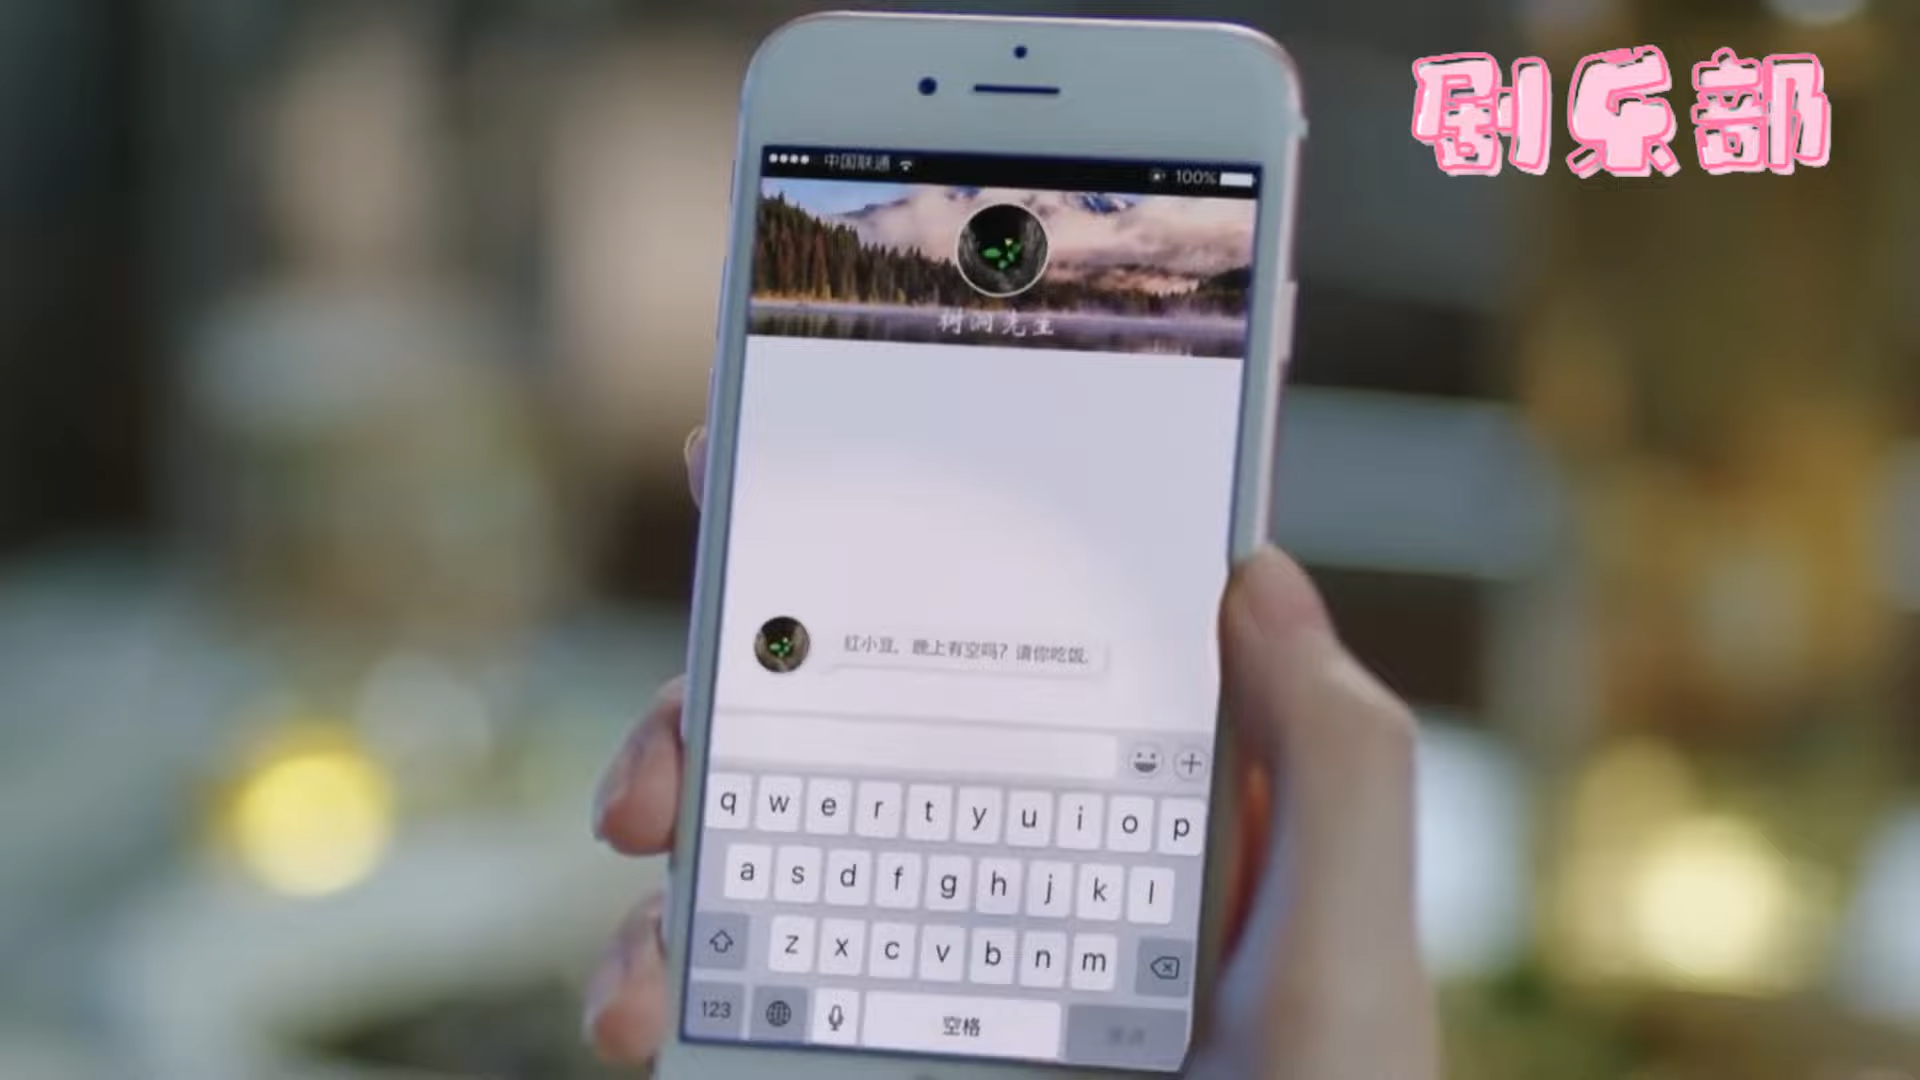 剧乐部
中国联通 100%
树洞先生
红小豆，晚上有空吗？请你吃饭.
q w e r t y u i o p
a s d f g h j k l
z x c v b n m
123 空格